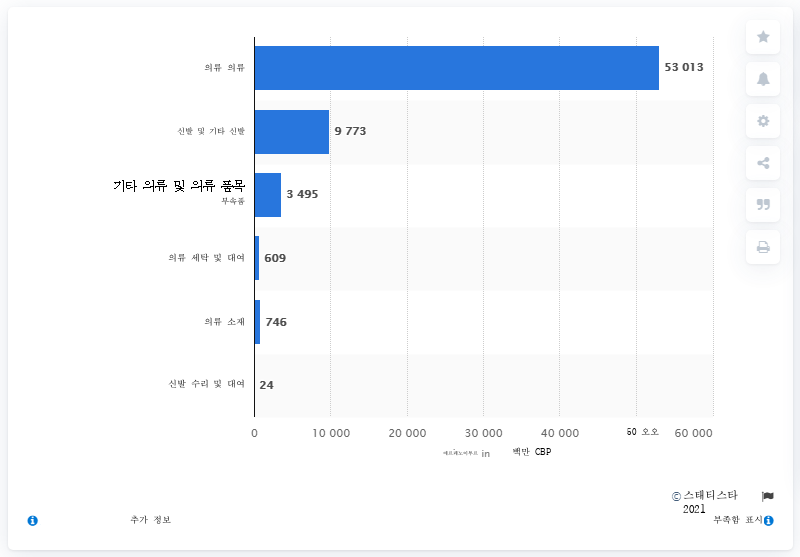 의류 의류
53 013
신발 및 기타 신발
9 773
기타 의류 및 의류 품목
부속품
3 495
의류 세탁 및 대여
609
의류 소재
746
신발 수리 및 대여
24
0
10 000
20 000
30 000
40 000
50 오오
60 000
in 백만 CBP
© 스태티스타
2021
추가 정보
부족함 표시